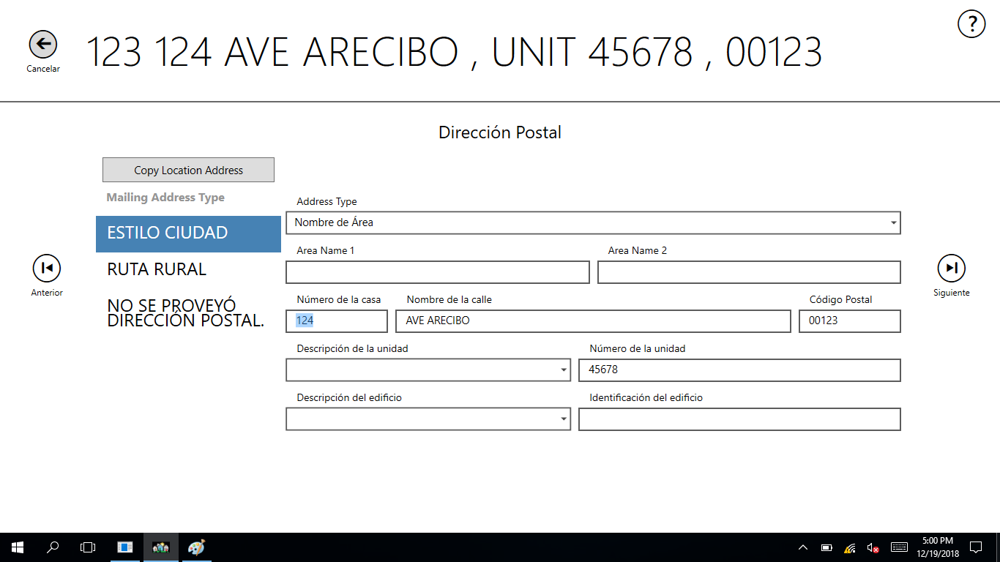 ?
Cancelar
123 124 AVE ARECIBO , UNIT 45678 , 00123
Dirección Postal
Copy Location Address
Mailing Address Type
ESTILO CIUDAD
RUTA RURAL
NO SE PROVEYÓ
DIRECCIÓN POSTAL.
Anterior
Address Type
Nombre de Área
Area Name 1
Area Name 2
Número de la casa
Nombre de la calle
Código Postal
124
AVE ARECIBO
00123
Descripción de la unidad
Número de la unidad
45678
Descripción del edificio
Identificación del edificio
Siguiente
5:00 PM
12/19/2018